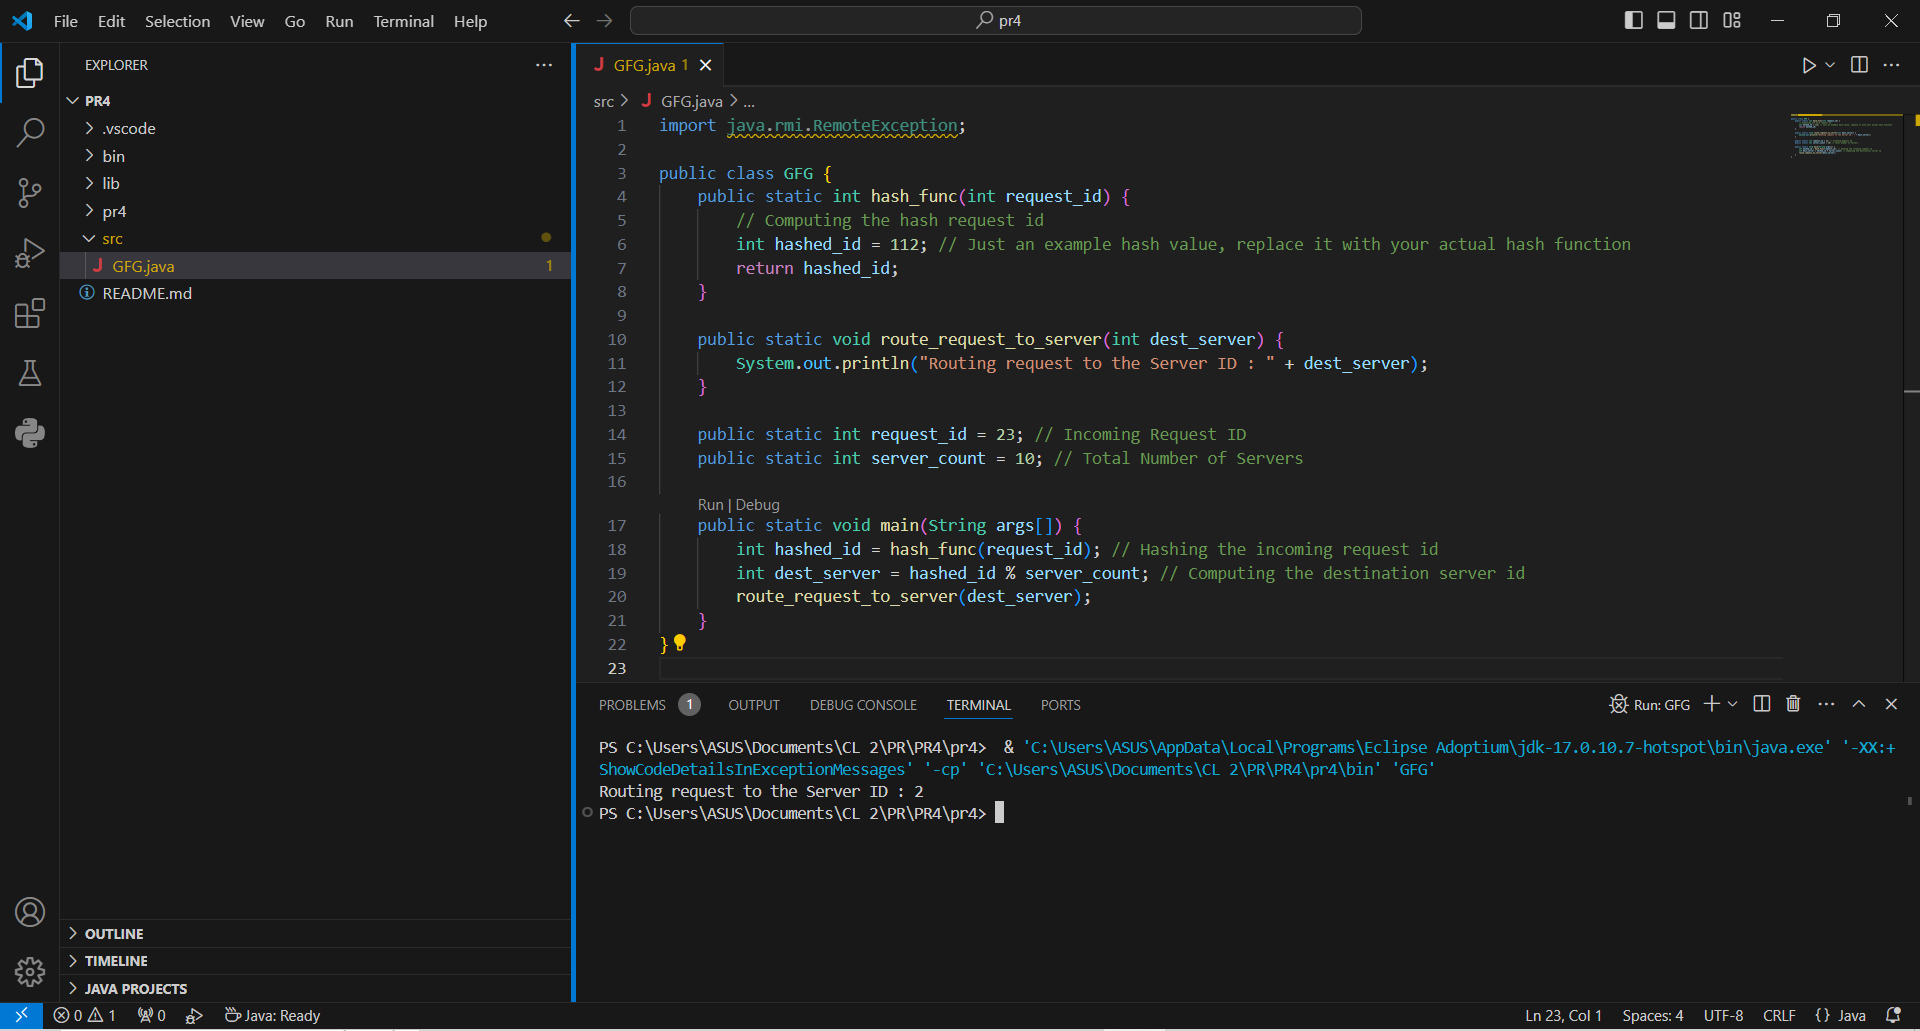 File Edit Selection View Go Run Terminal Help
pr4
EXPLORER
PR4
.vscode
bin
lib
pr4
src
GFG.java 1
README.md
OUTLINE
TIMELINE
JAVA PROJECTS
GFG.java 1
src > GFG.java > ...
1 import java.rmi.RemoteException;
2
3 public class GFG {
4 public static int hash_func(int request_id) {
5 // Computing the hash request id
6 int hashed_id = 112; // Just an example hash value, replace it with your actual hash function
7 return hashed_id;
8 }
9
10 public static void route_request_to_server(int dest_server) {
11 System.out.println("Routing request to the Server ID : " + dest_server);
12 }
13
14 public static int request_id = 23; // Incoming Request ID
15 public static int server_count = 10; // Total Number of Servers
16
Run | Debug
17 public static void main(String args[]) {
18 int hashed_id = hash_func(request_id); // Hashing the incoming request id
19 int dest_server = hashed_id % server_count; // Computing the destination server id
20 route_request_to_server(dest_server);
21 }
22 }
23
PROBLEMS 1 OUTPUT DEBUG CONSOLE TERMINAL PORTS
Run: GFG
PS C:\Users\ASUS\Documents\CL 2\PR\PR4\pr4>  & 'C:\Users\ASUS\AppData\Local\Programs\Eclipse Adoptium\jdk-17.0.10.7-hotspot\bin\java.exe' '-XX:+
ShowCodeDetailsInExceptionMessages' '-cp' 'C:\Users\ASUS\Documents\CL 2\PR\PR4\pr4\bin' 'GFG'
Routing request to the Server ID : 2
PS C:\Users\ASUS\Documents\CL 2\PR\PR4\pr4>
0 1 0 Java: Ready
Ln 23, Col 1 Spaces: 4 UTF-8 CRLF {} Java